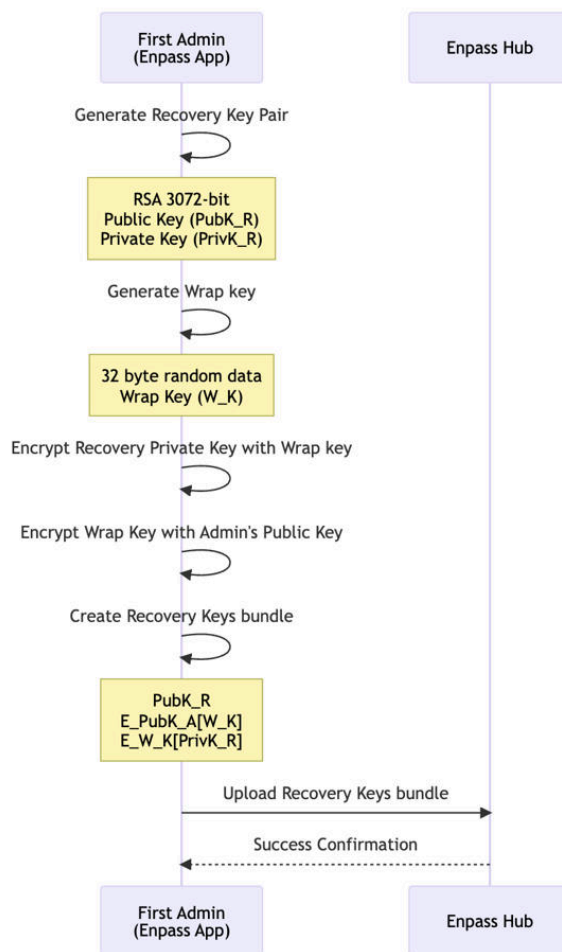 First Admin
(Enpass App)
Enpass Hub
Generate Recovery Key Pair
RSA 3072-bit
Public Key (PubK_R)
Private Key (PrivK_R)
Generate Wrap key
32 byte random data
Wrap Key (W_K)
Encrypt Recovery Private Key with Wrap key
Encrypt Wrap Key with Admin's Public Key
Create Recovery Keys bundle
PubK_R
E_PubK_A[W_K]
E_W_K[PrivK_R]
Upload Recovery Keys bundle
Success Confirmation
First Admin
(Enpass App)
Enpass Hub